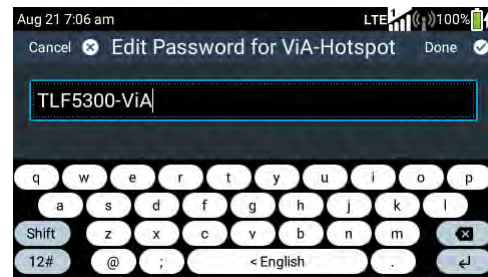 Aug 21 7:06 am LTE 1 100%
Cancel Edit Password for ViA-Hotspot Done
TLF5300-ViA
q w e r t y u i o p
a s d f g h j k l
Shift z x c v b n m
12# @ ; < English .